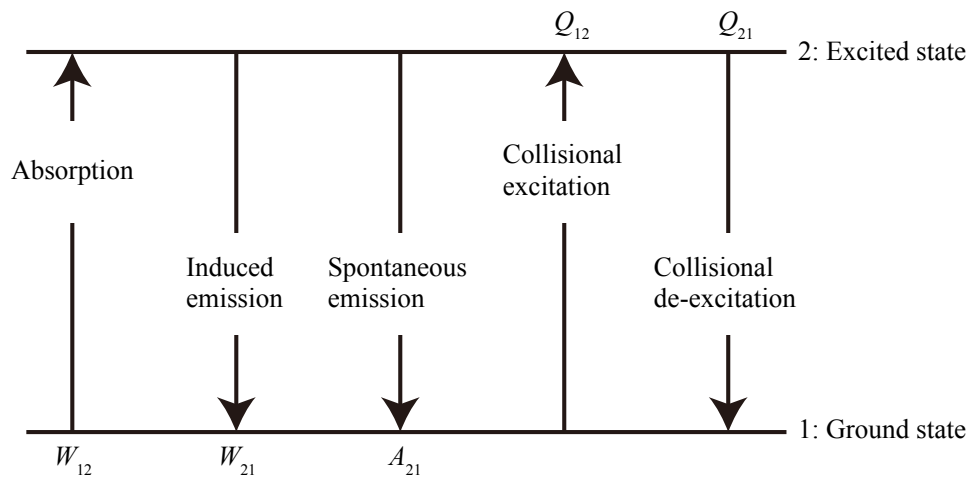 Q12
Q21
2: Excited state
Absorption
Collisional
excitation
Induced
emission
Spontaneous
emission
Collisional
de-excitation
1: Ground state
W12
W21
A21